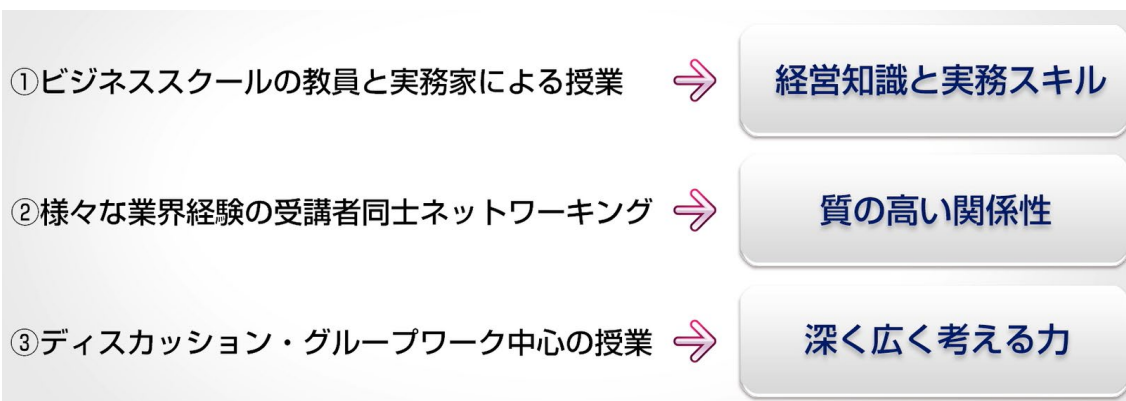 ①ビジネススクールの教員と実務家による授業 ⇒ 経営知識と実務スキル
②様々な業界経験の受講者同士ネットワーキング ⇒ 質の高い関係性
③ディスカッション・グループワーク中心の授業 ⇒ 深く広く考える力